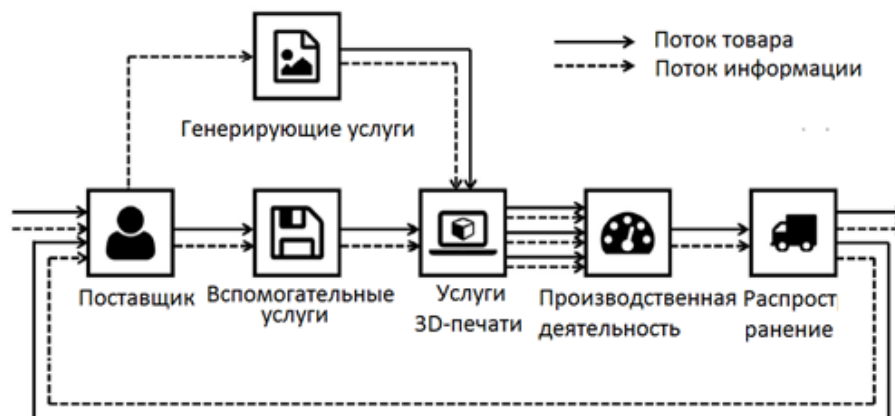 Поток товара
Поток информации
Генерирующие услуги
Поставщик
Вспомогательные
услуги
Услуги
3D-печати
Производственная
деятельность
Распрост
ранение